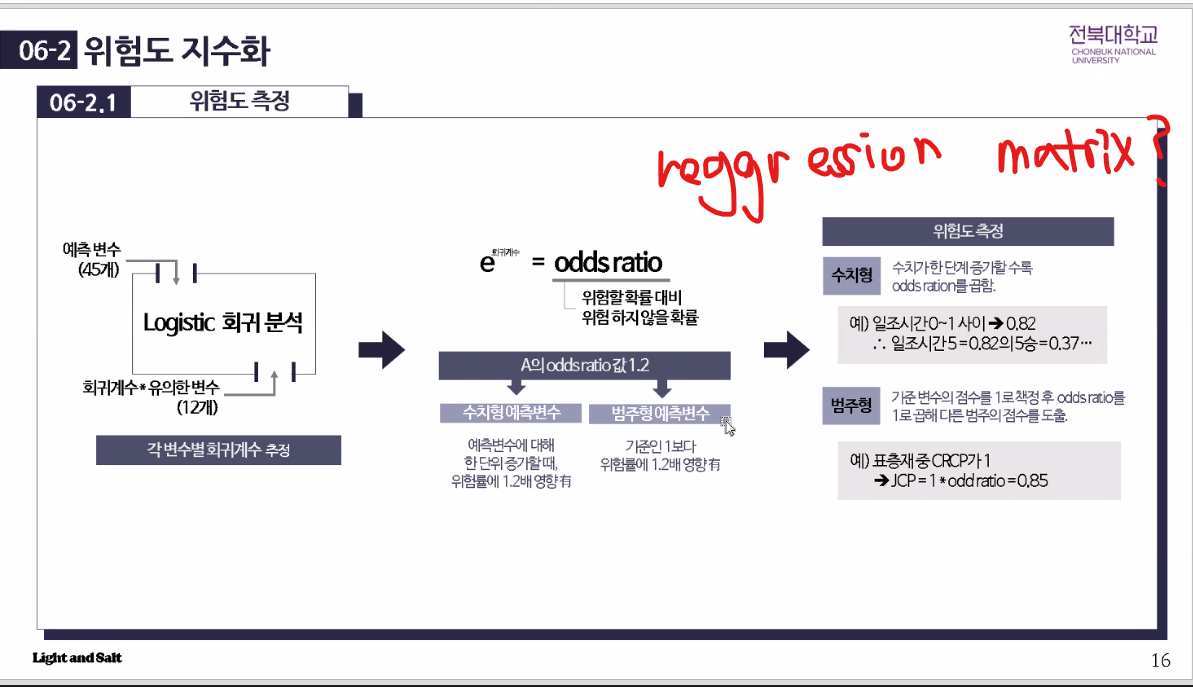 06-2 위험도 지수화
전북대학교
CHONBUK NATIONAL
UNIVERSITY
06-2.1 위험도 측정
reggression matrix?
예측 변수
(45개)
Logistic 회귀 분석
회귀계수*유의한 변수
(12개)
각 변수별 회귀계수 추정
e회귀계수 = odds ratio
위험할 확률 대비
위험 하지 않을 확률
A의 odds ratio 값 1.2
수치형 예측변수
예측변수에 대해
한 단위 증가할 때,
위험률에 1.2배 영향 有
범주형 예측변수
기준인 1보다
위험률에 1.2배 영향 有
위험도 측정
수치형
수치가 한 단계 증가할 수록
odds ration를 곱함.
예) 일조시간 0~1 사이 → 0.82
∴ 일조시간 5 = 0.82의 5승 = 0.37…
범주형
기준 변수의 점수를 1로 책정 후 odds ratio를
1로 곱해 다른 범주의 점수를 도출.
예) 표층재 중 CRCP가 1
→ JCP = 1 * odd ratio = 0.85
Light and Salt
16